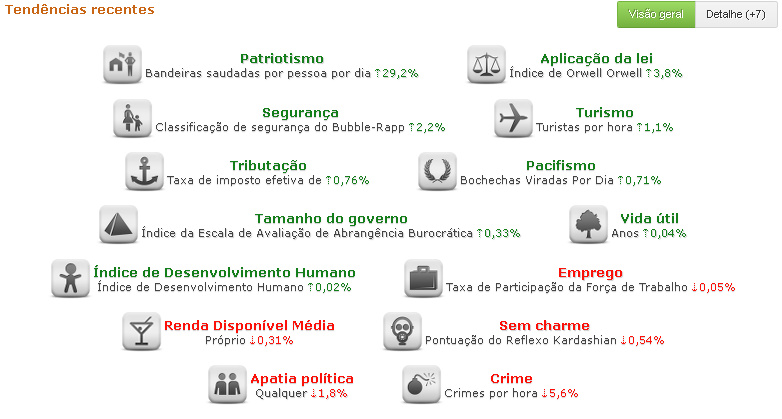 Tendências recentes
Visão geral
Detalhe (+7)
Patriotismo
Bandeiras saudadas por pessoa por dia ↑29,2%
Aplicação da lei
Índice de Orwell Orwell ↑3,8%
Segurança
Classificação de segurança do Bubble-Rapp ↑2,2%
Turismo
Turistas por hora ↑1,1%
Tributação
Taxa de imposto efetiva de ↑0,76%
Pacifismo
Bochechas Viradas Por Dia ↑0,71%
Tamanho do governo
Índice da Escala de Avaliação de Abrangência Burocrática ↑0,33%
Vida útil
Anos ↑0,04%
Índice de Desenvolvimento Humano
Índice de Desenvolvimento Humano ↑0,02%
Emprego
Taxa de Participação da Força de Trabalho ↓0,05%
Renda Disponível Média
Próprio ↓0,31%
Sem charme
Pontuação do Reflexo Kardashian ↓0,54%
Apatia política
Qualquer ↓1,8%
Crime
Crimes por hora ↓5,6%